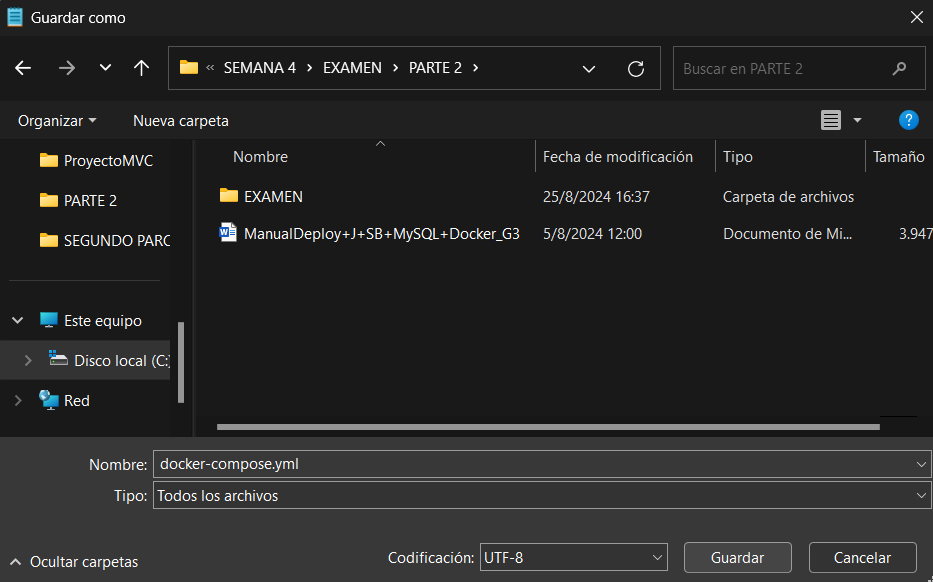 Guardar como
« SEMANA 4 › EXAMEN › PARTE 2 ›
Buscar en PARTE 2
Organizar
Nueva carpeta
?
Nombre
Fecha de modificación
Tipo
Tamaño
ProyectoMVC
PARTE 2
SEGUNDO PARC
Este equipo
Disco local (C:)
Red
EXAMEN 25/8/2024 16:37 Carpeta de archivos
ManualDeploy+J+SB+MySQL+Docker_G3 5/8/2024 12:00 Documento de Mi... 3.947
Nombre: docker-compose.yml
Tipo: Todos los archivos
Ocultar carpetas
Codificación: UTF-8
Guardar
Cancelar